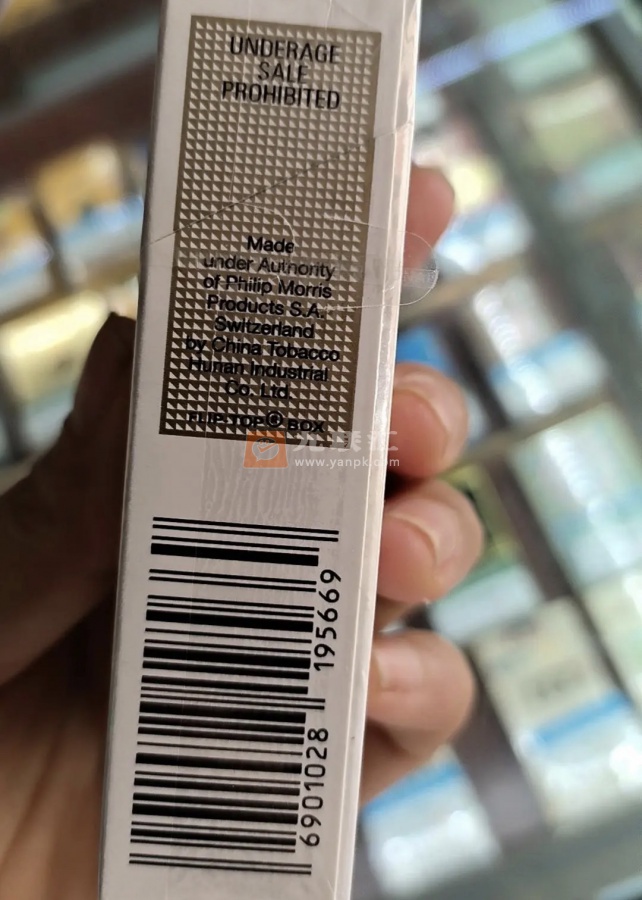 UNDERAGE
SALE
PROHIBITED
Made
under Authority
of Philip Morris
Products S.A.
Switzerland
by China Tobacco
Hunan Industrial
Co. Ltd.
FLIP-TOP® BOX
www.yanpk.com
6901028 195669